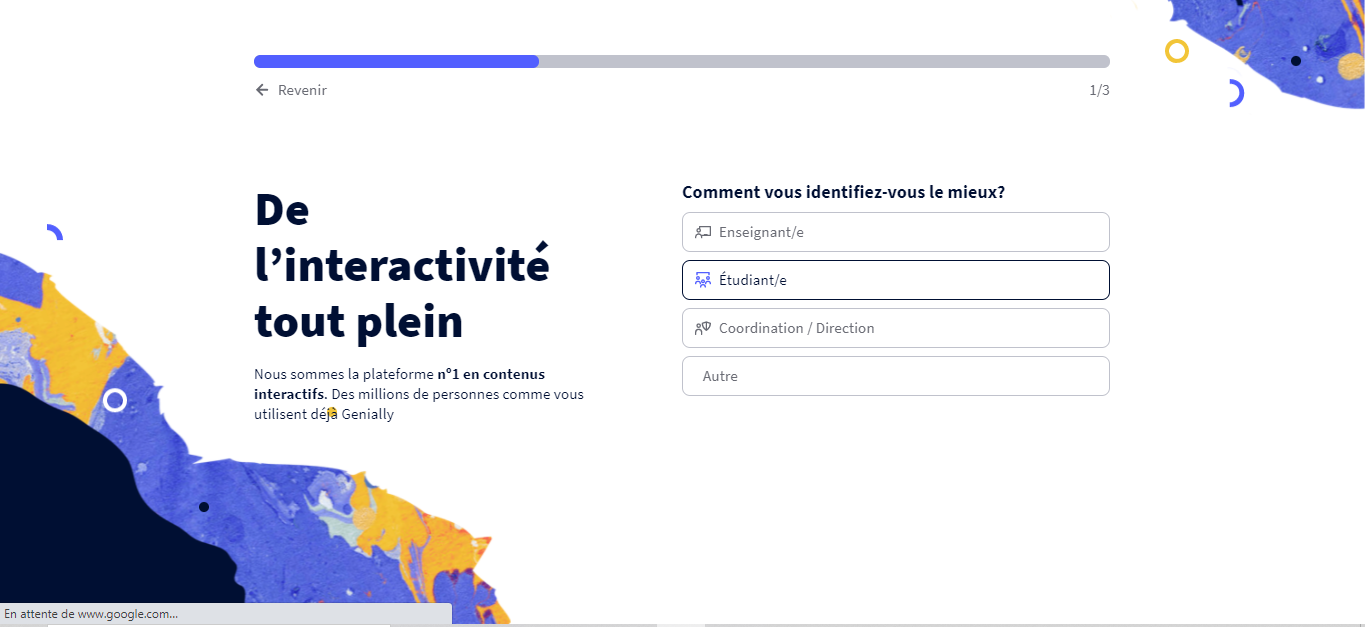 Revenir
1/3
De
l’interactivité
tout plein
Nous sommes la plateforme n°1 en contenus
interactifs. Des millions de personnes comme vous
utilisent déjà Genially
Comment vous identifiez-vous le mieux?
Enseignant/e
Étudiant/e
Coordination / Direction
Autre
En attente de www.google.com...